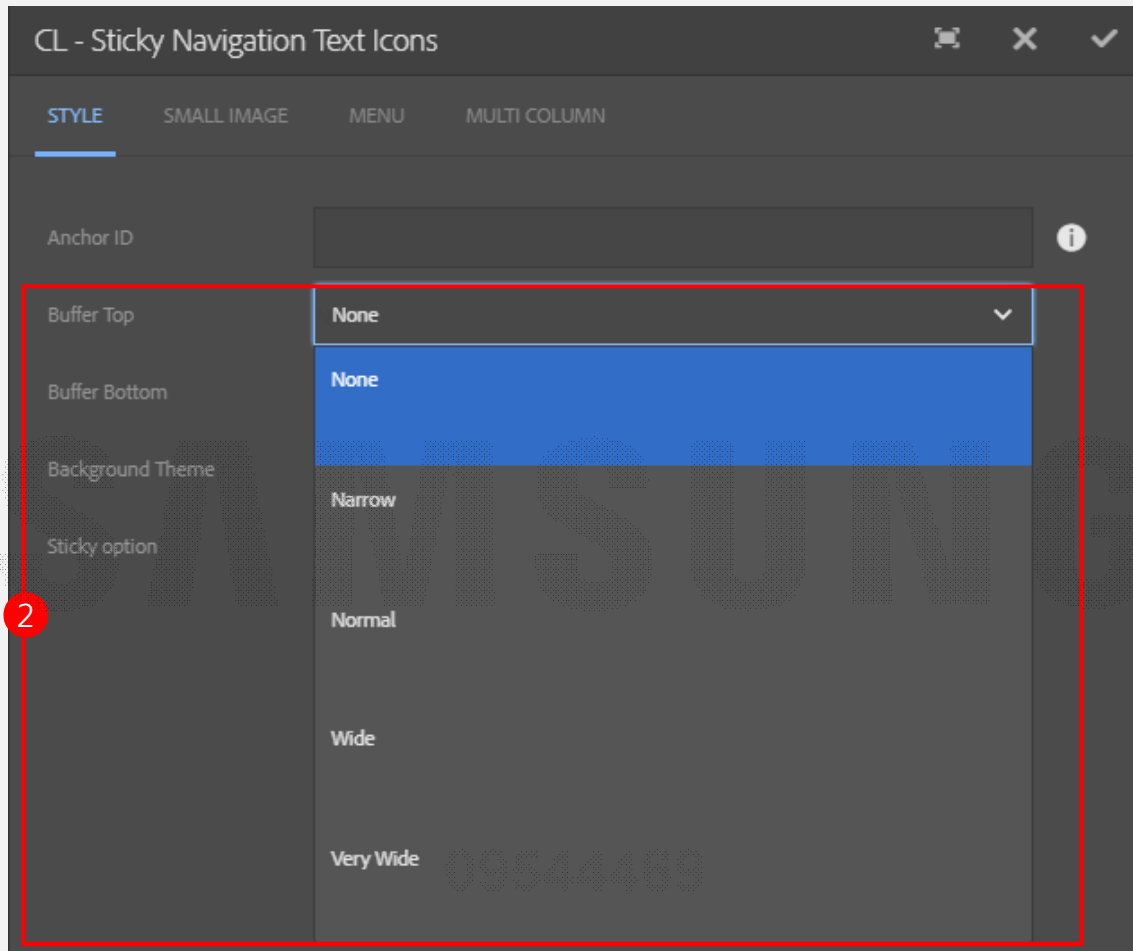 CL - Sticky Navigation Text Icons
STYLE SMALL IMAGE MENU MULTI COLUMN
Anchor ID
i
Buffer Top
None
Buffer Bottom
None
Background Theme
Narrow
Sticky option
2
Normal
Wide
Very Wide
SAMSUNG
09544469